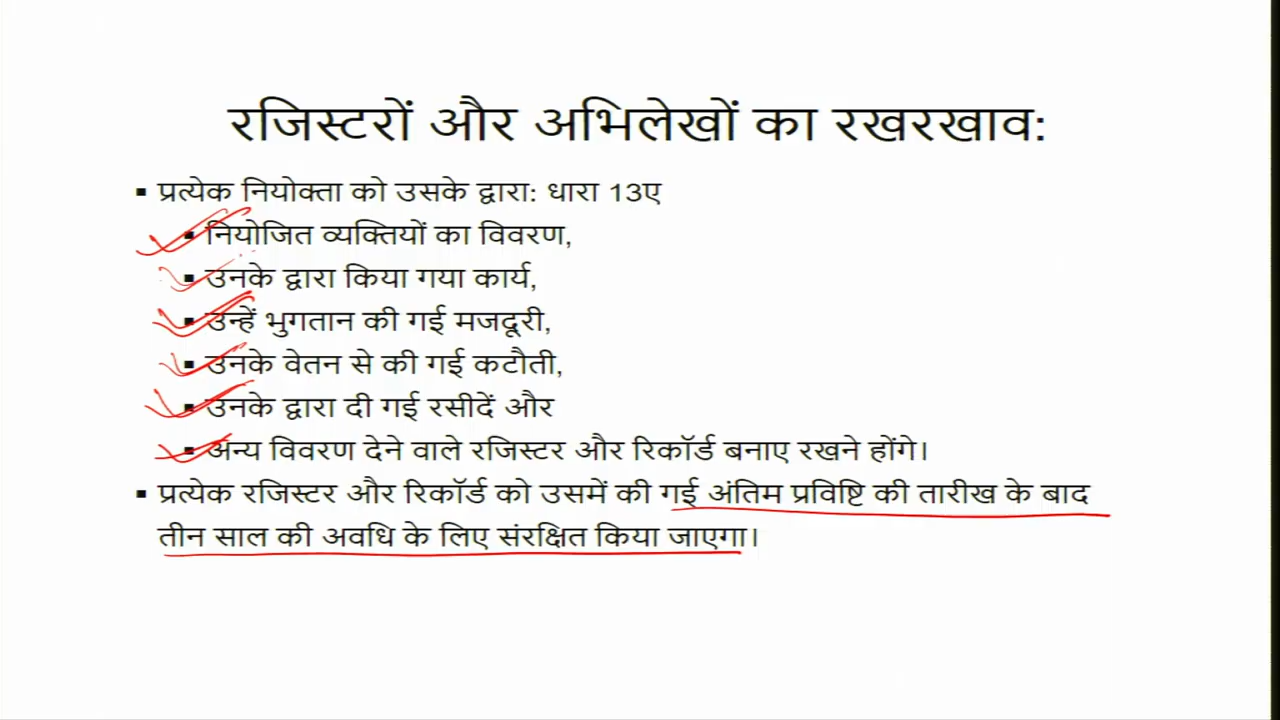 रजिस्टरों और अभिलेखों का रखरखाव:
▪ प्रत्येक नियोक्ता को उसके द्वारा: धारा 13ए
▪ नियोजित व्यक्तियों का विवरण,
▪ उनके द्वारा किया गया कार्य,
▪ उन्हें भुगतान की गई मजदूरी,
▪ उनके वेतन से की गई कटौती,
▪ उनके द्वारा दी गई रसीदें और
▪ अन्य विवरण देने वाले रजिस्टर और रिकॉर्ड बनाए रखने होंगे।
▪ प्रत्येक रजिस्टर और रिकॉर्ड को उसमें की गई अंतिम प्रविष्टि की तारीख के बाद
तीन साल की अवधि के लिए संरक्षित किया जाएगा।